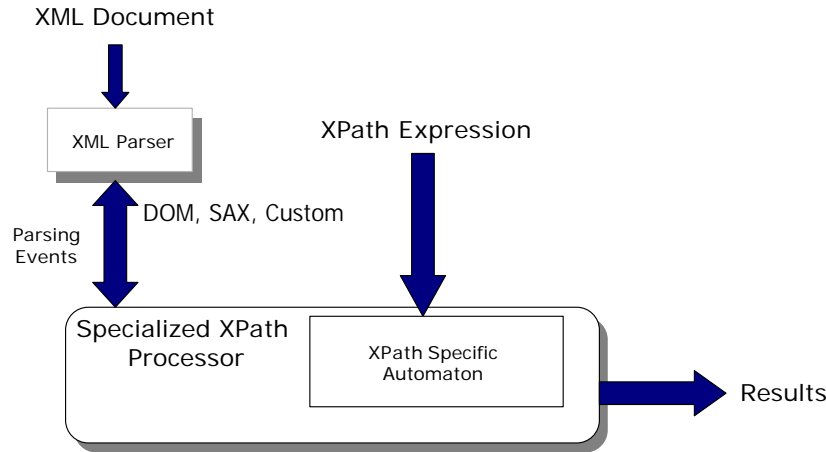 XML Document
XML Parser
XPath Expression
DOM, SAX, Custom
Parsing
Events
Specialized XPath
Processor
XPath Specific
Automaton
Results